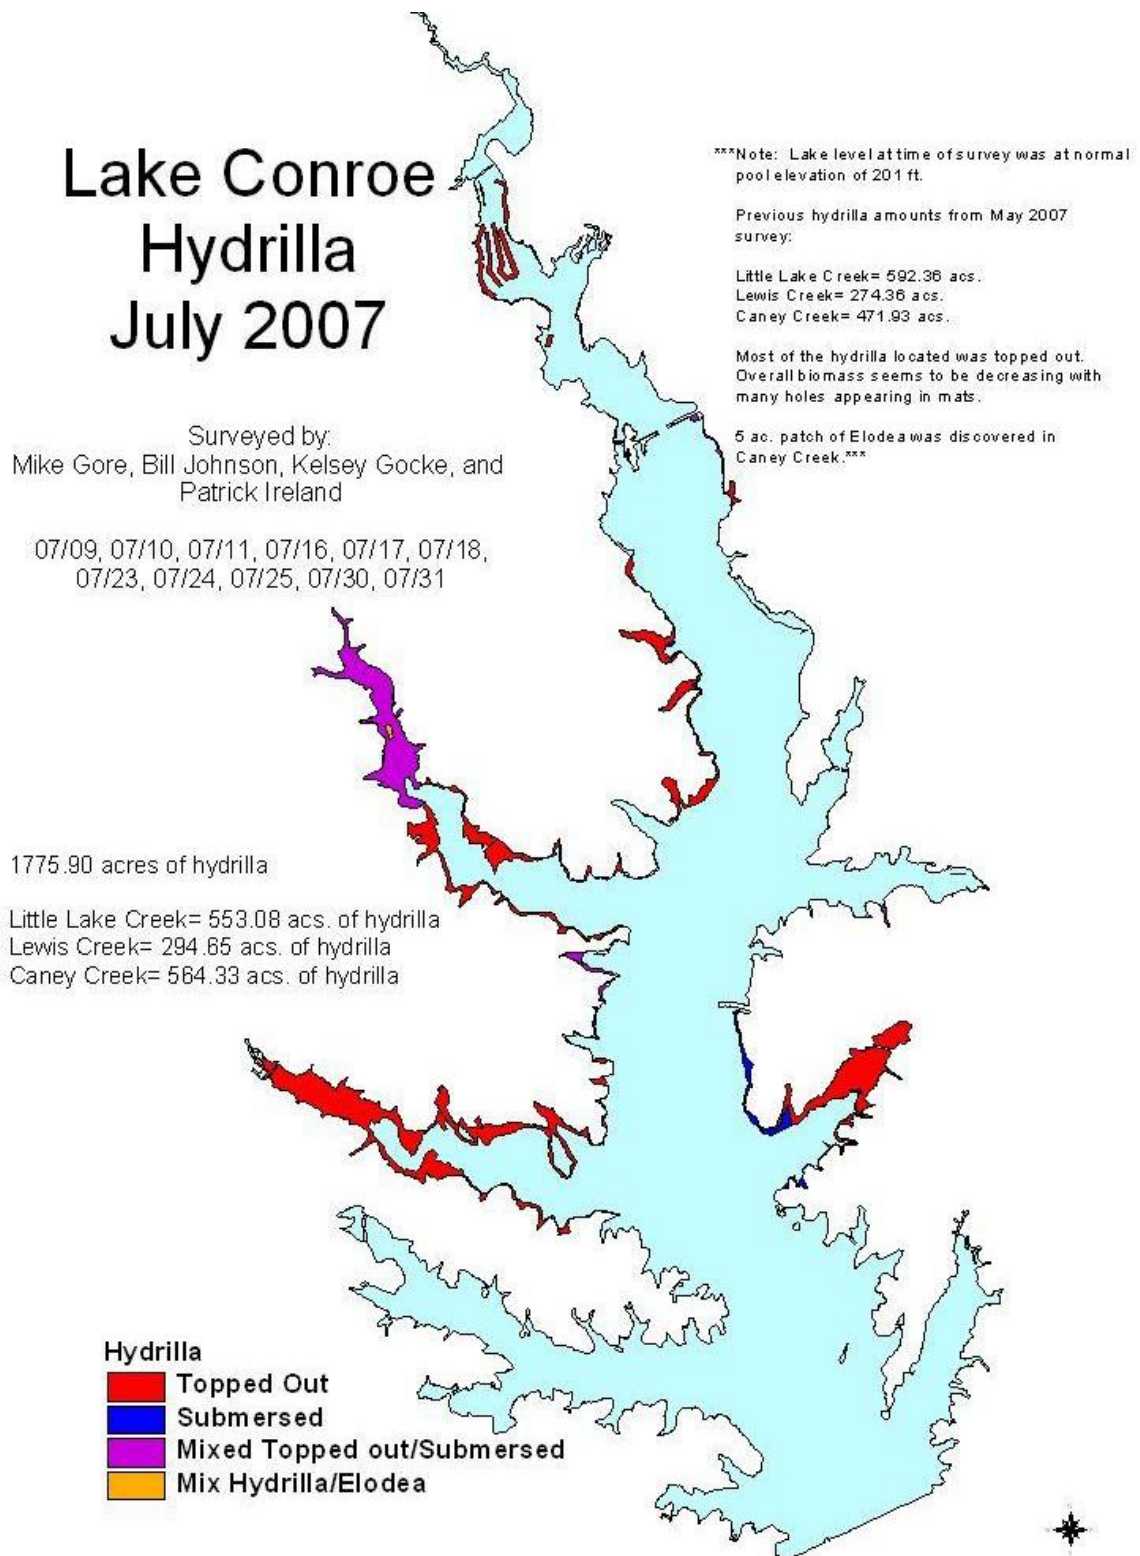 Lake Conroe
Hydrilla
July 2007
***Note: Lake level at time of survey was at normal
pool elevation of 201 ft.
Previous hydrilla amounts from May 2007
survey:
Little Lake Creek= 592.36 acs.
Lewis Creek= 274.36 acs.
Caney Creek= 471.93 acs.
Most of the hydrilla located was topped out.
Overall biomass seems to be decreasing with
many holes appearing in mats.
5 ac. patch of Elodea was discovered in
Caney Creek.***
Surveyed by:
Mike Gore, Bill Johnson, Kelsey Gocke, and
Patrick Ireland
07/09, 07/10, 07/11, 07/16, 07/17, 07/18,
07/23, 07/24, 07/25, 07/30, 07/31
1775.90 acres of hydrilla
Little Lake Creek= 553.08 acs. of hydrilla
Lewis Creek= 294.65 acs. of hydrilla
Caney Creek= 564.33 acs. of hydrilla
Hydrilla
Topped Out
Submersed
Mixed Topped out/Submersed
Mix Hydrilla/Elodea